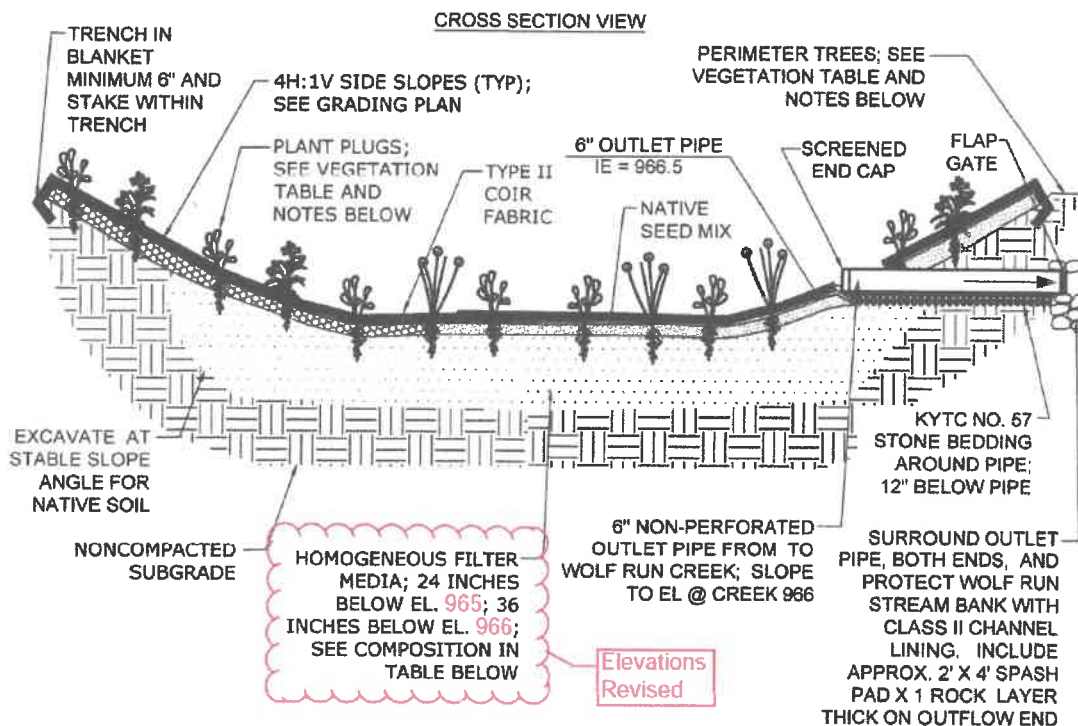 CROSS SECTION VIEW
TRENCH IN
BLANKET
MINIMUM 6" AND
STAKE WITHIN
TRENCH
4H:1V SIDE SLOPES (TYP);
SEE GRADING PLAN
PLANT PLUGS;
SEE VEGETATION
TABLE AND
NOTES BELOW
TYPE II
COIR
FABRIC
6" OUTLET PIPE
IE = 966.5
NATIVE
SEED MIX
SCREENED
END CAP
PERIMETER TREES; SEE
VEGETATION TABLE AND
NOTES BELOW
FLAP
GATE
EXCAVATE AT
STABLE SLOPE
ANGLE FOR
NATIVE SOIL
NONCOMPACTED
SUBGRADE
HOMOGENEOUS FILTER
MEDIA; 24 INCHES
BELOW EL. 965; 36
INCHES BELOW EL. 966;
SEE COMPOSITION IN
TABLE BELOW
Elevations
Revised
6" NON-PERFORATED
OUTLET PIPE FROM TO
WOLF RUN CREEK; SLOPE
TO EL @ CREEK 966
KYTC NO. 57
STONE BEDDING
AROUND PIPE;
12" BELOW PIPE
SURROUND OUTLET
PIPE, BOTH ENDS, AND
PROTECT WOLF RUN
STREAM BANK WITH
CLASS II CHANNEL
LINING. INCLUDE
APPROX. 2' X 4' SPASH
PAD X 1 ROCK LAYER
THICK ON OUTFLOW END